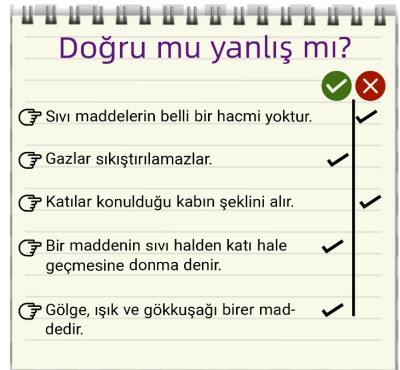 Doğru mu yanlış mı?
Sıvı maddelerin belli bir hacmi yoktur.
Gazlar sıkıştırılamazlar.
Katılar konulduğu kabın şeklini alır.
Bir maddenin sıvı halden katı hale
geçmesine donma denir.
Gölge, ışık ve gökkuşağı birer mad-
dedir.